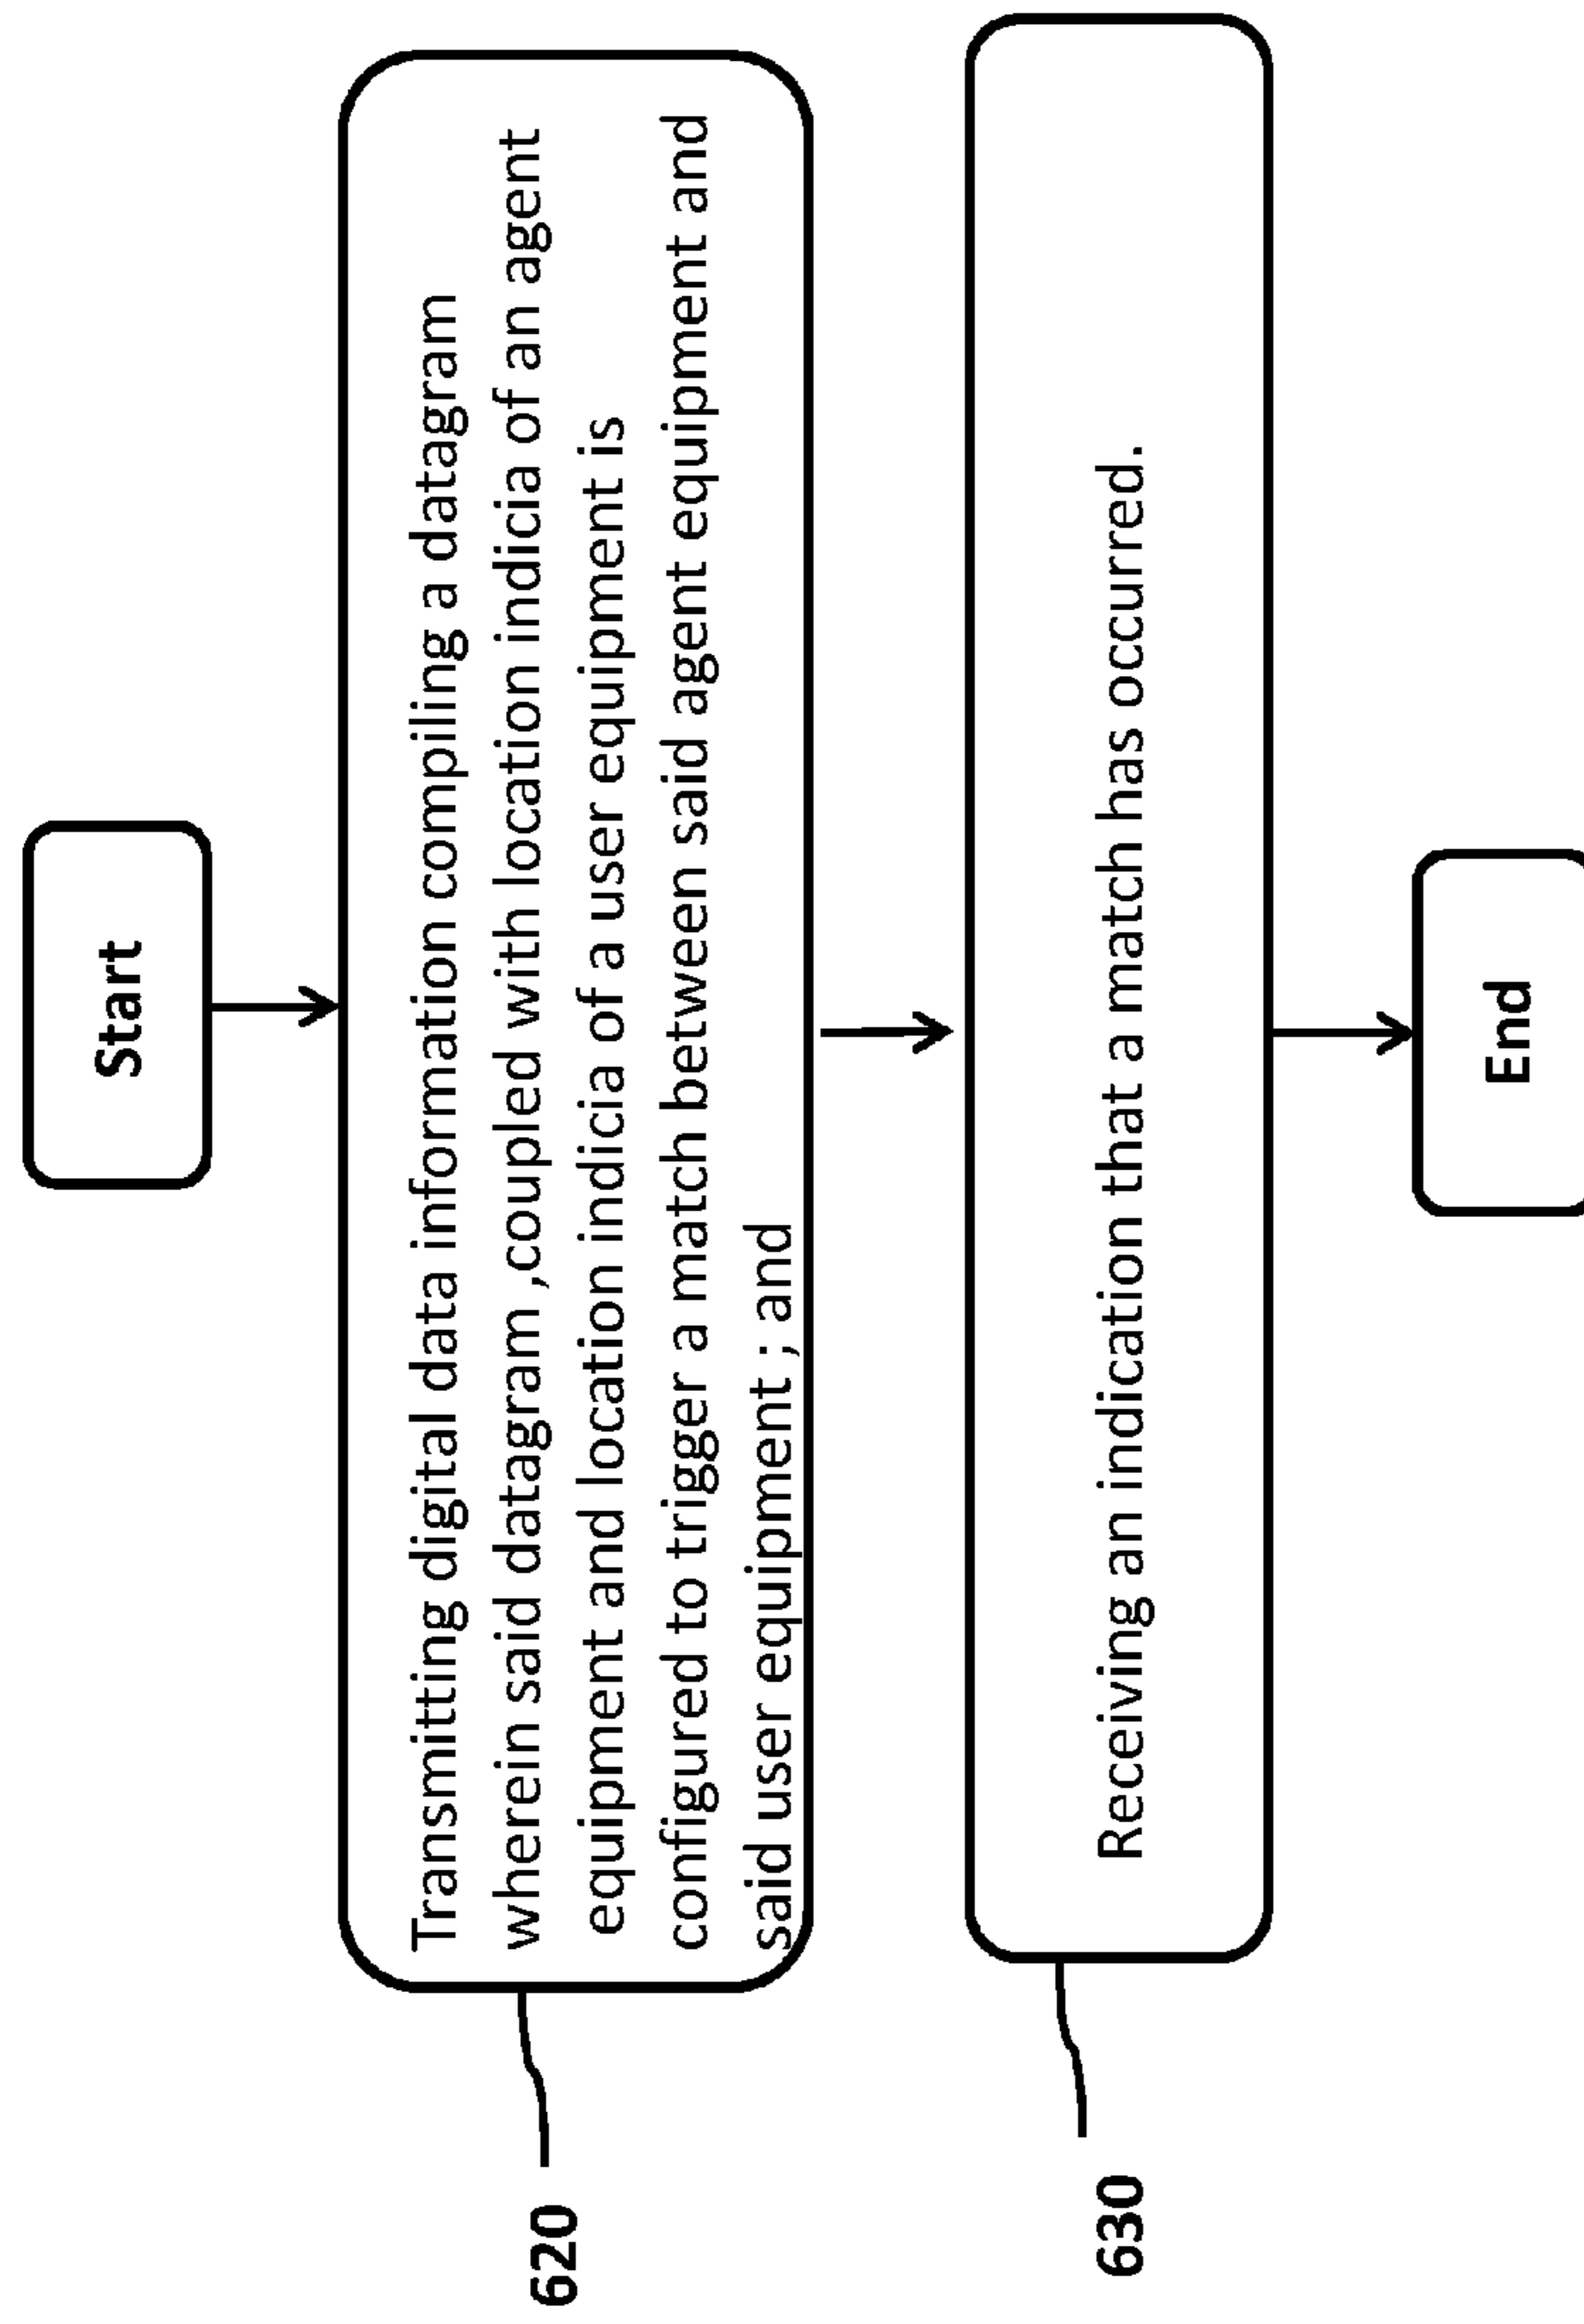 Start
620
Transmitting digital data information compiling a datagram
wherein said datagram ,coupled with location indicia of an agent
equipment and location indicia of a user equipment is
configured to trigger a match between said agent equipment and
said user equipment ; and
630
Receiving an indication that a match has occurred.
End